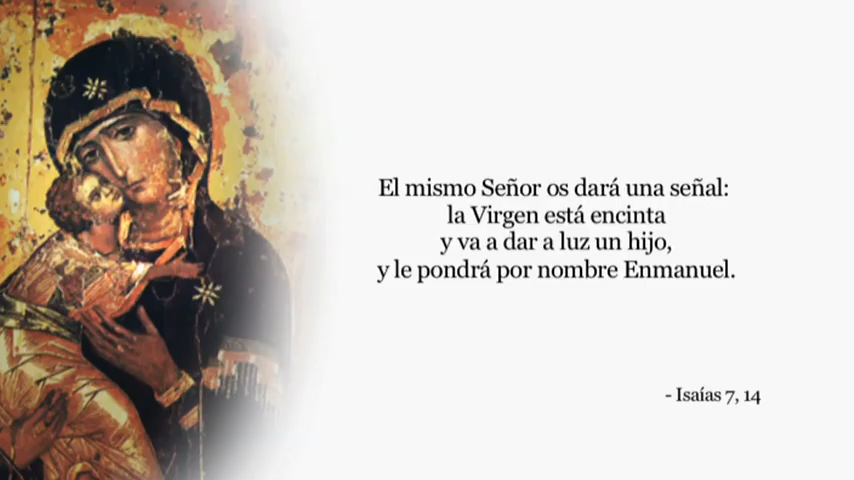 El mismo Señor os dará una señal:
la Virgen está encinta
y va a dar a luz un hijo,
y le pondrá por nombre Enmanuel.
- Isaías 7, 14